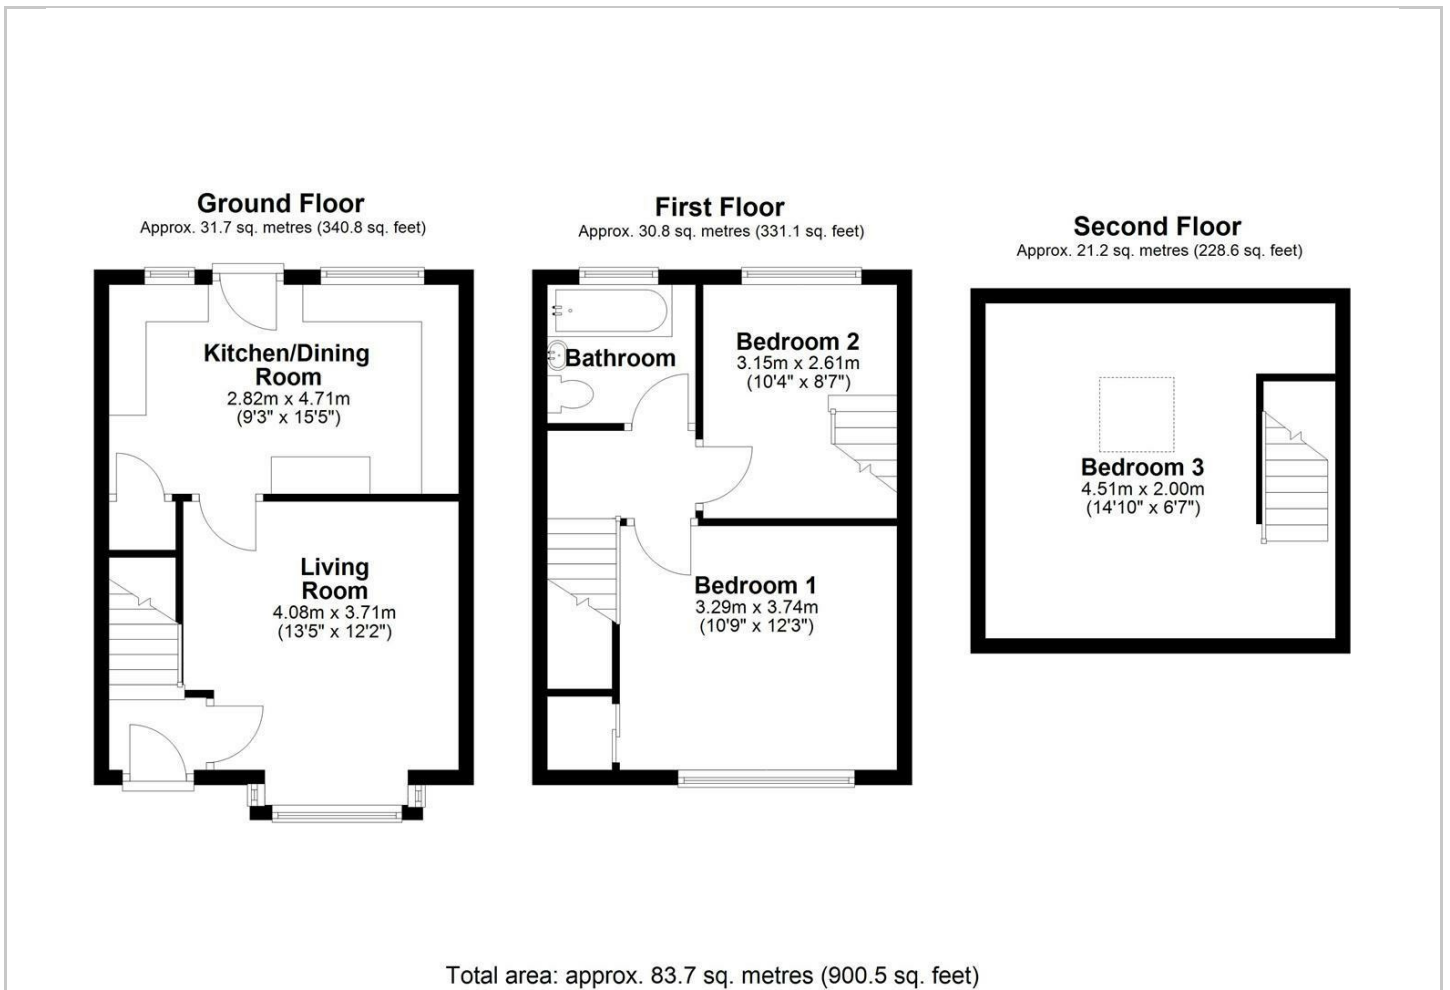 Ground Floor
Approx. 31.7 sq. metres (340.8 sq. feet)
Kitchen/Dining
Room
2.82m x 4.71m
(9'3" x 15'5")
Living
Room
4.08m x 3.71m
(13'5" x 12'2")
First Floor
Approx. 30.8 sq. metres (331.1 sq. feet)
Bathroom
Bedroom 2
3.15m x 2.61m
(10'4" x 8'7")
Bedroom 1
3.29m x 3.74m
(10'9" x 12'3")
Second Floor
Approx. 21.2 sq. metres (228.6 sq. feet)
Bedroom 3
4.51m x 2.00m
(14'10" x 6'7")
Total area: approx. 83.7 sq. metres (900.5 sq. feet)